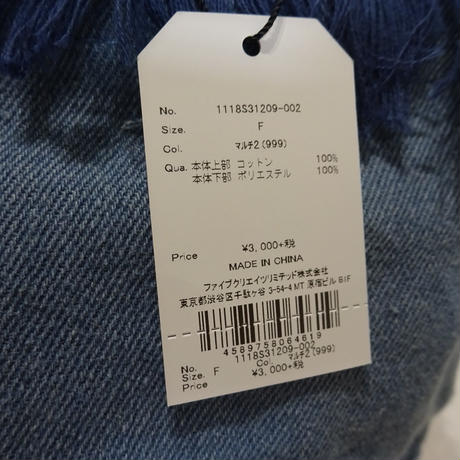 No. 1118S31209-002
Size. F
Col. マルチ2(999)
Qua. 本体上部 コットン 100%
本体下部 ポリエステル 100%
Price ¥3,000+税
MADE IN CHINA
ファイブクリエイツリミテッド株式会社
東京都渋谷区千駄ヶ谷 3-54-4 MT 原宿ビル B1F
4589758064619
No. 1118S31209-002
Size. F Col. マルチ2(999)
Price ¥3,000+税